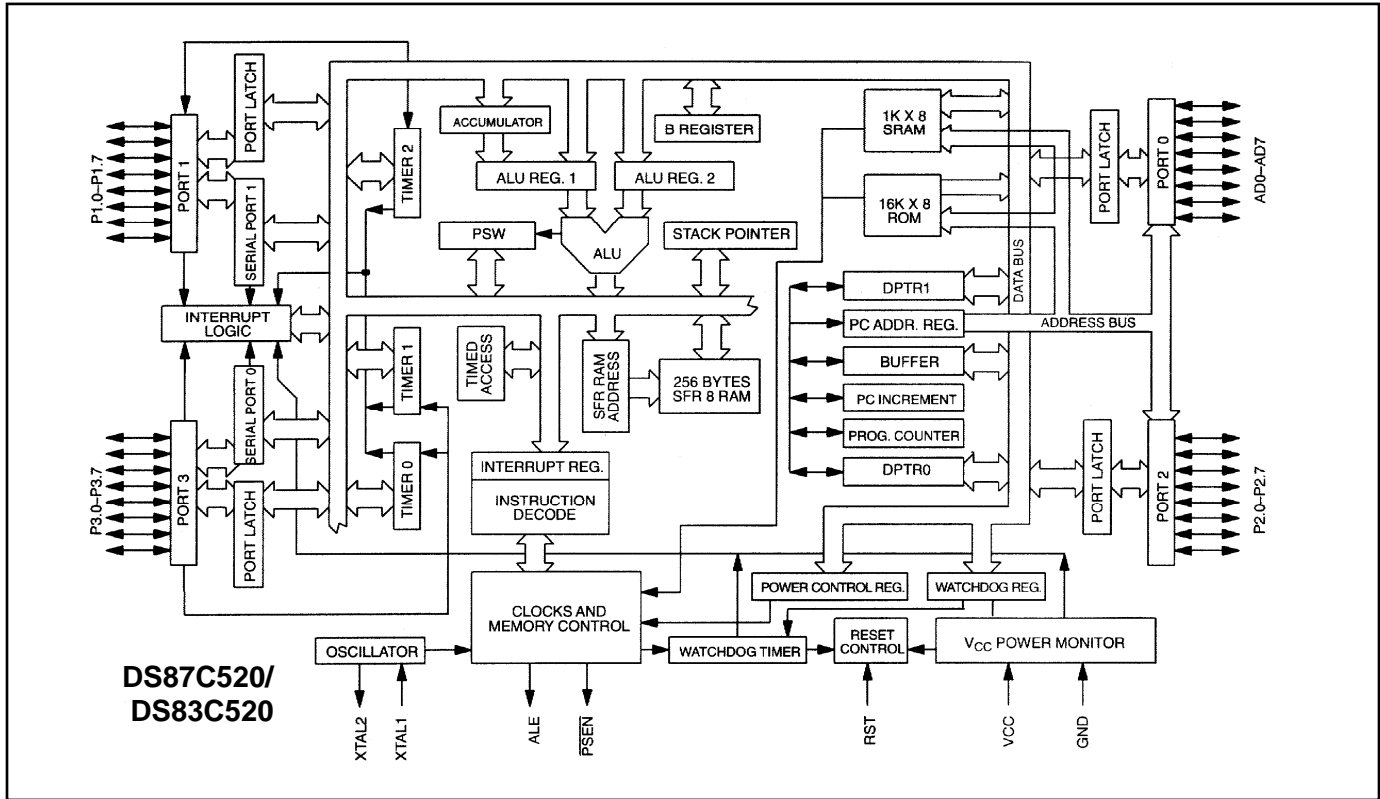 PORT LATCH
ACCUMULATOR
B REGISTER
1K X 8
SRAM
PORT 0
AD0–AD7
PORT LATCH
P1.0–P1.7
PORT 1
TIMER 2
ALU REG. 1
ALU REG. 2
16K X 8
ROM
SERIAL PORT 1
PSW
ALU
STACK POINTER
DATA BUS
INTERRUPT
LOGIC
DPTR1
PC ADDR. REG.
ADDRESS BUS
TIMED
ACCESS
SFR RAM
ADDRESS
256 BYTES
SFR 8 RAM
BUFFER
TIMER 1
SERIAL PORT 0
PC INCREMENT
PROG. COUNTER
DPTR0
P3.0–P3.7
PORT 3
PORT LATCH
TIMER 0
INTERRUPT REG.
INSTRUCTION
DECODE
PORT LATCH
PORT 2
P2.0–P2.7
POWER CONTROL REG.
WATCHDOG REG.
CLOCKS AND
MEMORY CONTROL
OSCILLATOR
WATCHDOG TIMER
RESET
CONTROL
VCC POWER MONITOR
DS87C520/
DS83C520
XTAL2
XTAL1
ALE
PSEN
RST
VCC
GND